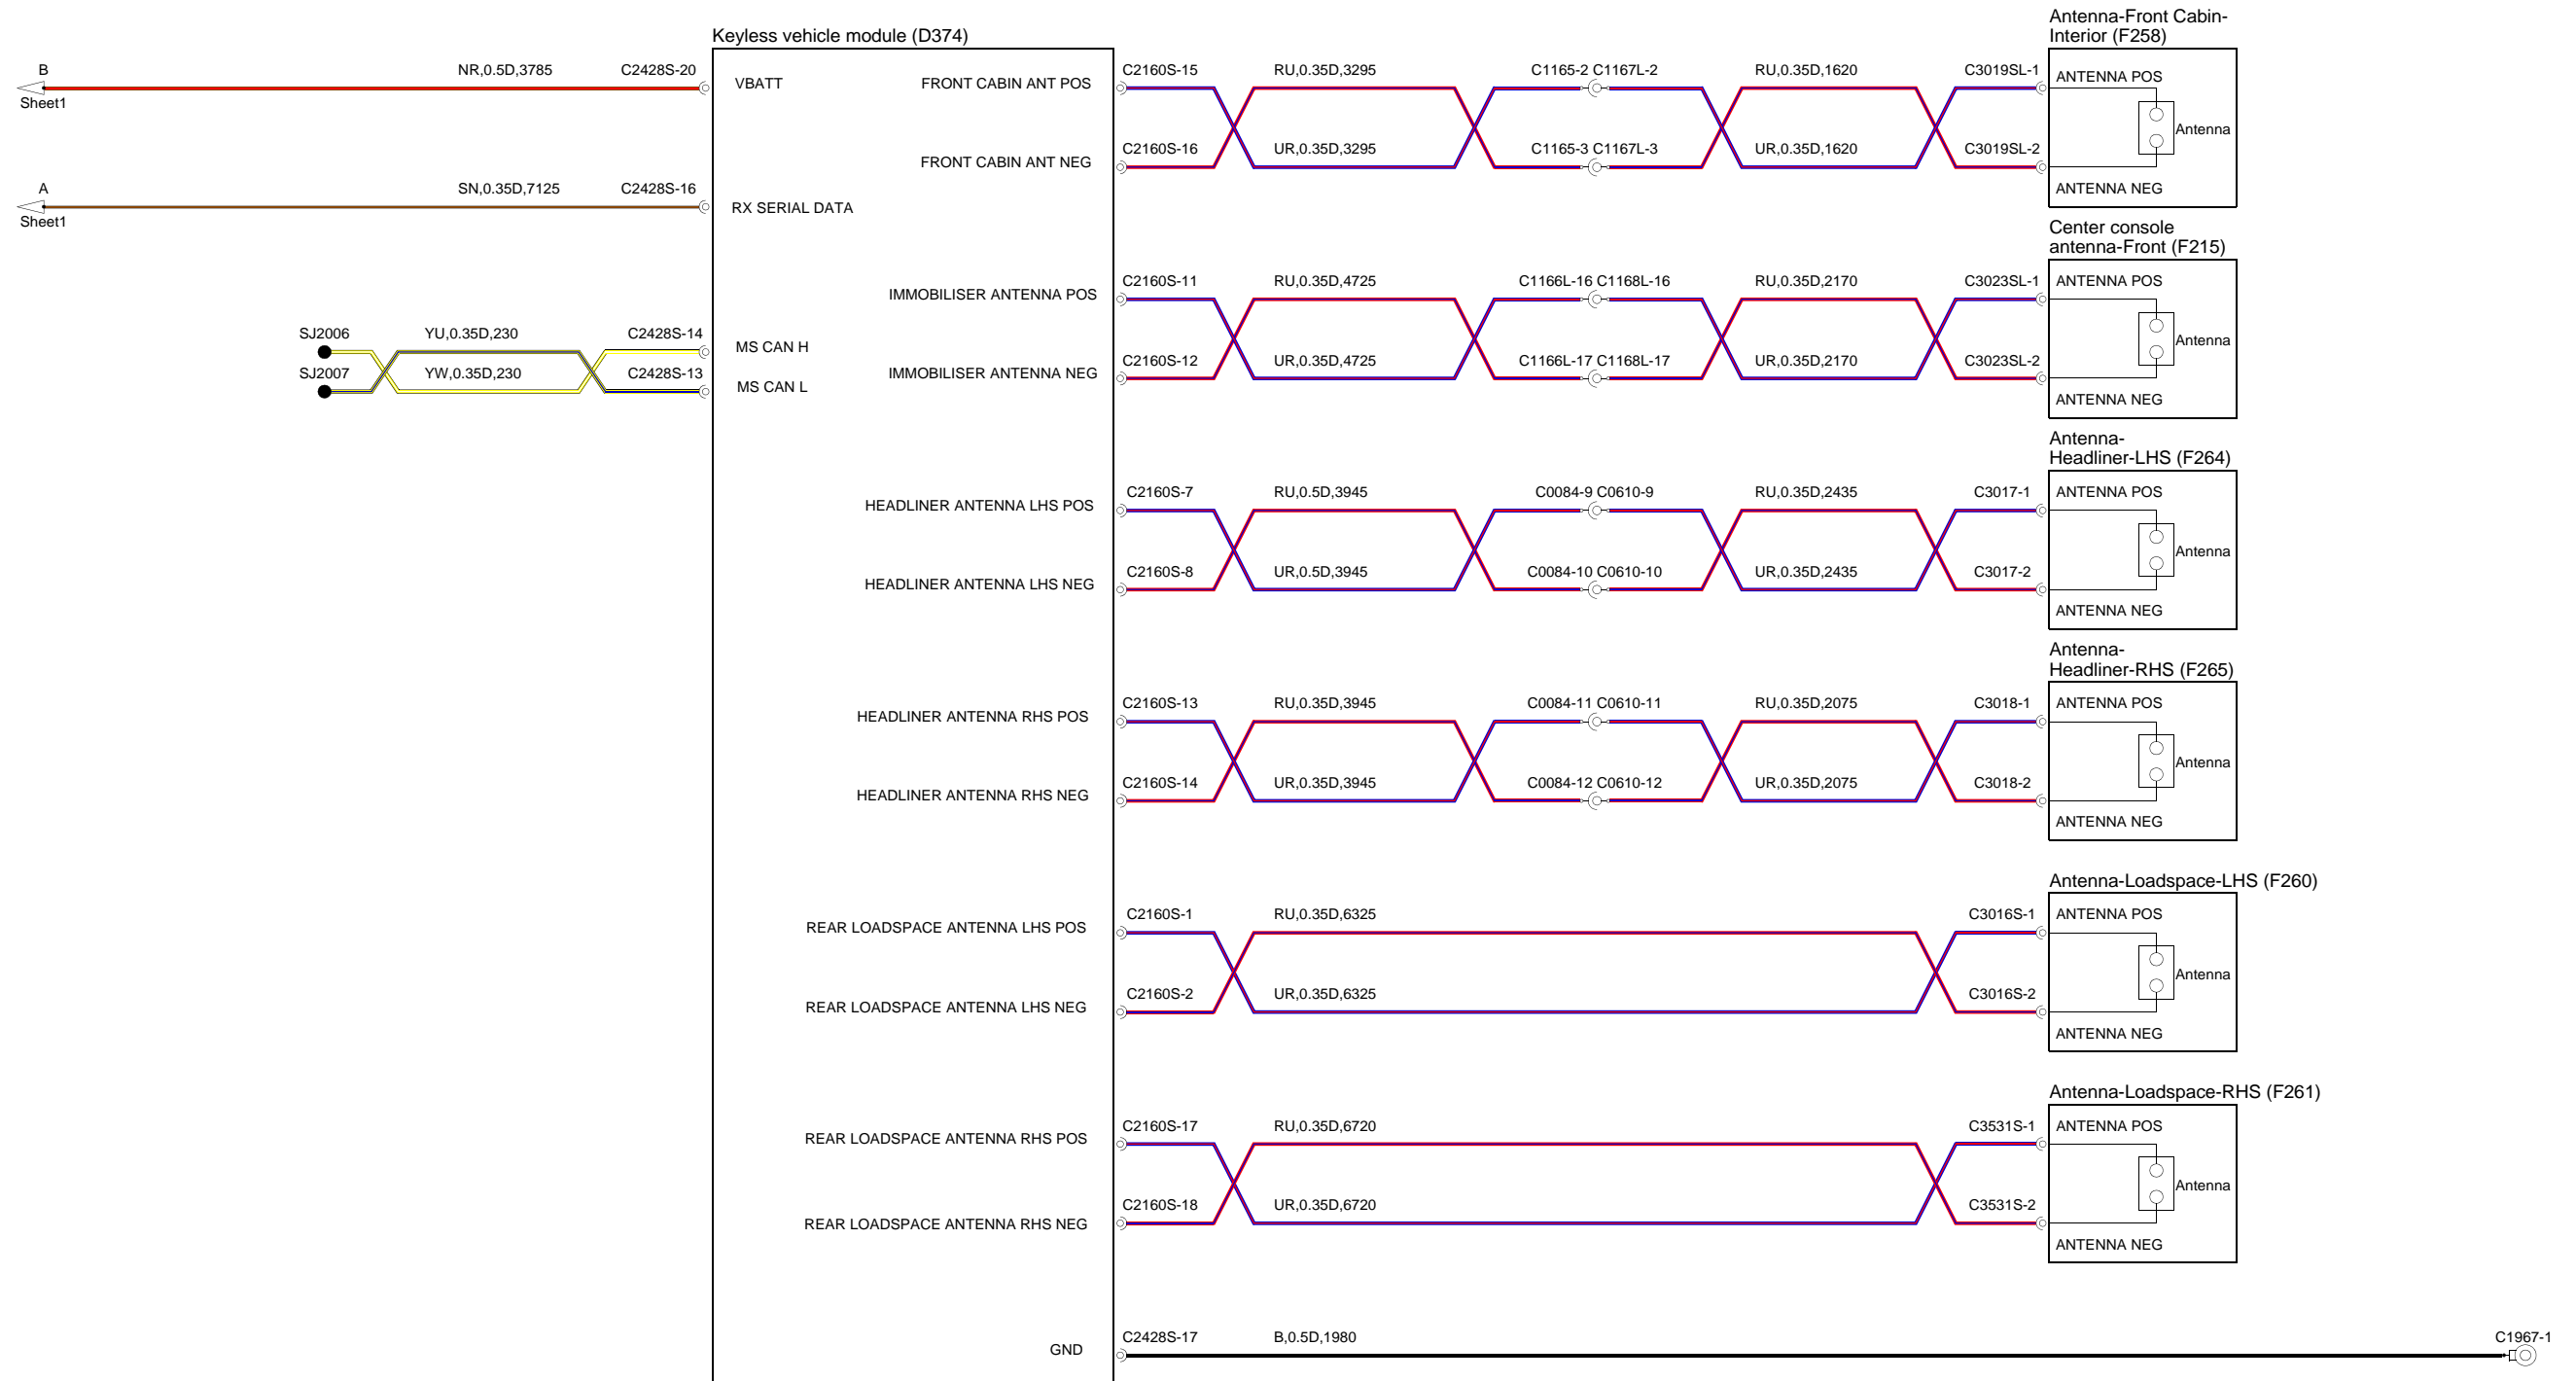 Keyless vehicle module (D374)
B
Sheet1
NR,0.5D,3785
C2428S-20
VBATT
A
Sheet1
SN,0.35D,7125
C2428S-16
RX SERIAL DATA
SJ2006
YU,0.35D,230
C2428S-14
MS CAN H
SJ2007
YW,0.35D,230
C2428S-13
MS CAN L
FRONT CABIN ANT POS
C2160S-15
RU,0.35D,3295
C1165-2 C1167L-2
RU,0.35D,1620
C3019SL-1
FRONT CABIN ANT NEG
C2160S-16
UR,0.35D,3295
C1165-3 C1167L-3
UR,0.35D,1620
C3019SL-2
Antenna-Front Cabin-
Interior (F258)
ANTENNA POS
Antenna
ANTENNA NEG
IMMOBILISER ANTENNA POS
C2160S-11
RU,0.35D,4725
C1166L-16 C1168L-16
RU,0.35D,2170
C3023SL-1
IMMOBILISER ANTENNA NEG
C2160S-12
UR,0.35D,4725
C1166L-17 C1168L-17
UR,0.35D,2170
C3023SL-2
Center console
antenna-Front (F215)
ANTENNA POS
Antenna
ANTENNA NEG
HEADLINER ANTENNA LHS POS
C2160S-7
RU,0.5D,3945
C0084-9 C0610-9
RU,0.35D,2435
C3017-1
HEADLINER ANTENNA LHS NEG
C2160S-8
UR,0.5D,3945
C0084-10 C0610-10
UR,0.35D,2435
C3017-2
Antenna-
Headliner-LHS (F264)
ANTENNA POS
Antenna
ANTENNA NEG
HEADLINER ANTENNA RHS POS
C2160S-13
RU,0.35D,3945
C0084-11 C0610-11
RU,0.35D,2075
C3018-1
HEADLINER ANTENNA RHS NEG
C2160S-14
UR,0.35D,3945
C0084-12 C0610-12
UR,0.35D,2075
C3018-2
Antenna-
Headliner-RHS (F265)
ANTENNA POS
Antenna
ANTENNA NEG
REAR LOADSPACE ANTENNA LHS POS
C2160S-1
RU,0.35D,6325
C3016S-1
REAR LOADSPACE ANTENNA LHS NEG
C2160S-2
UR,0.35D,6325
C3016S-2
Antenna-Loadspace-LHS (F260)
ANTENNA POS
Antenna
ANTENNA NEG
REAR LOADSPACE ANTENNA RHS POS
C2160S-17
RU,0.35D,6720
C3531S-1
REAR LOADSPACE ANTENNA RHS NEG
C2160S-18
UR,0.35D,6720
C3531S-2
Antenna-Loadspace-RHS (F261)
ANTENNA POS
Antenna
ANTENNA NEG
GND
C2428S-17
B,0.5D,1980
C1967-1